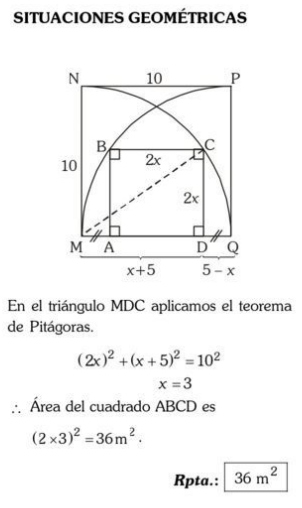 SITUACIONES GEOMÉTRICAS
N 10 P
B C
2x
10
2x
M A D Q
x+5 5 – x
En el triángulo MDC aplicamos el teorema
de Pitágoras.
(2x)² + (x + 5)² = 10²
x = 3
∴ Área del cuadrado ABCD es
(2 × 3)² = 36 m² .
Rpta.: 36 m²